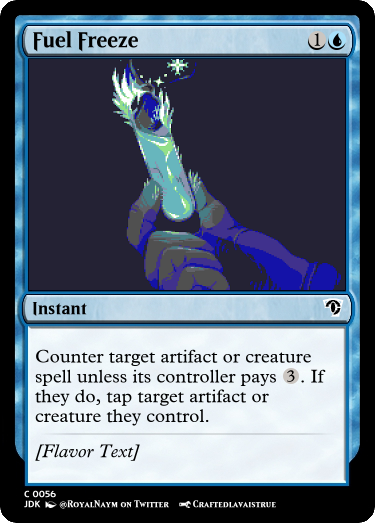 Fuel Freeze 1
Instant
Counter target artifact or creature
spell unless its controller pays 3. If
they do, tap target artifact or
creature they control.
[Flavor Text]
C 0056
JDK @RoyalNaym on Twitter Craftedlavaistrue